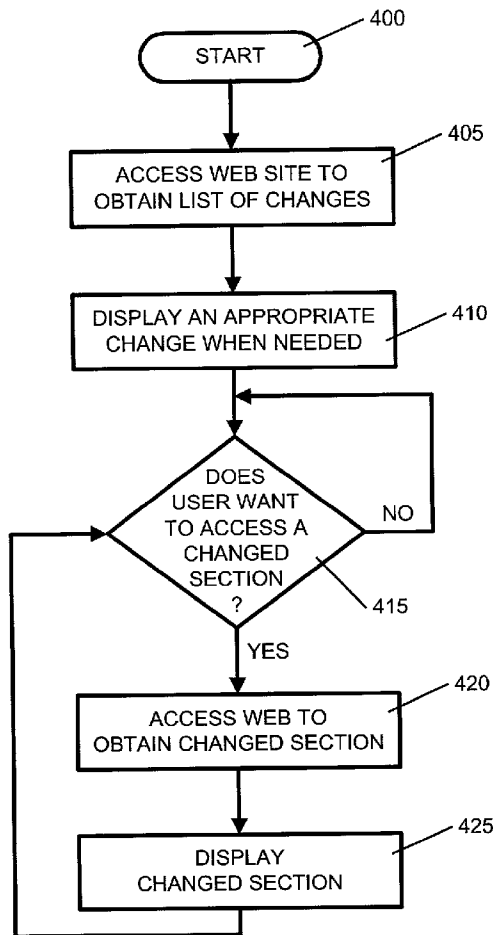 400
START
405
ACCESS WEB SITE TO
OBTAIN LIST OF CHANGES
410
DISPLAY AN APPROPRIATE
CHANGE WHEN NEEDED
DOES
USER WANT
TO ACCESS A
CHANGED
SECTION
?
NO
415
YES
420
ACCESS WEB TO
OBTAIN CHANGED SECTION
425
DISPLAY
CHANGED SECTION